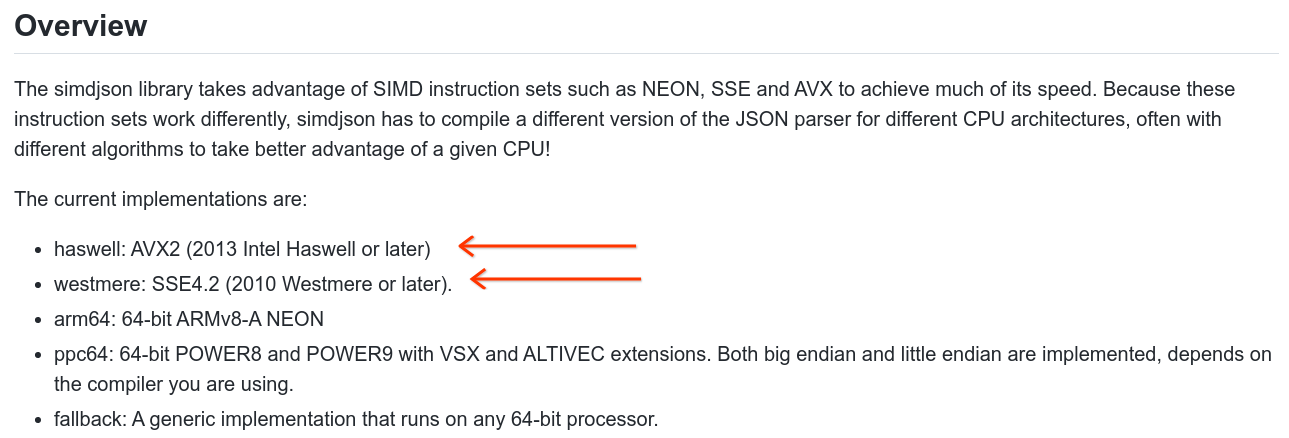 Overview
The simdjson library takes advantage of SIMD instruction sets such as NEON, SSE and AVX to achieve much of its speed. Because these
instruction sets work differently, simdjson has to compile a different version of the JSON parser for different CPU architectures, often with
different algorithms to take better advantage of a given CPU!
The current implementations are:
• haswell: AVX2 (2013 Intel Haswell or later)
• westmere: SSE4.2 (2010 Westmere or later).
• arm64: 64-bit ARMv8-A NEON
• ppc64: 64-bit POWER8 and POWER9 with VSX and ALTIVEC extensions. Both big endian and little endian are implemented, depends on
the compiler you are using.
• fallback: A generic implementation that runs on any 64-bit processor.